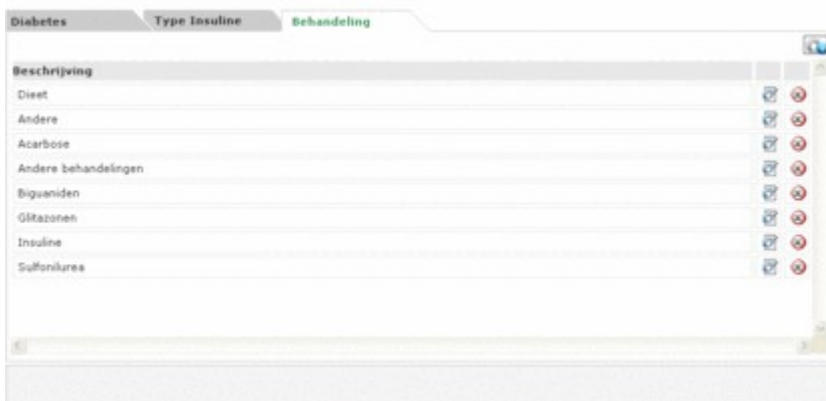 Diabetes Type Insuline Behandeling
Beschrijving
Dieet
Andere
Acarbose
Andere behandelingen
Biguaniden
Glitazonen
Insuline
Sulfonilurea